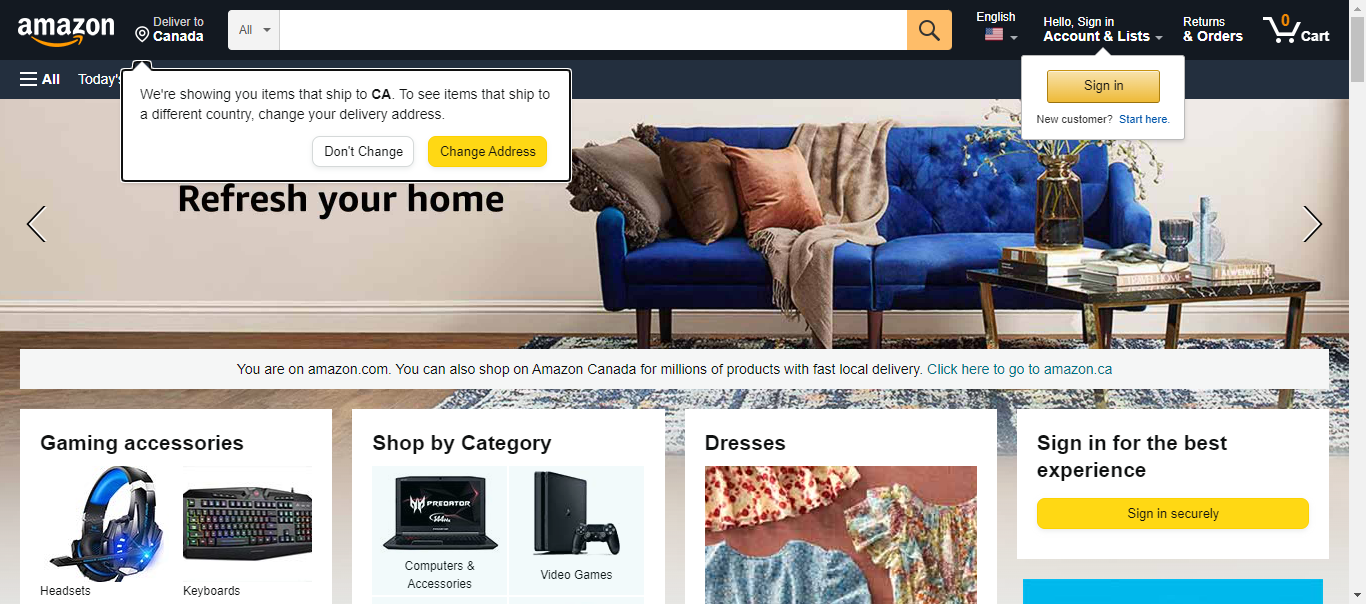 amazon
Deliver to
Canada
All
English
Hello, Sign in
Account & Lists
Returns
& Orders
0
Cart
All
Today's
Sign in
New customer? Start here.
We're showing you items that ship to CA. To see items that ship to
a different country, change your delivery address.
Don't Change
Change Address
Refresh your home
You are on amazon.com. You can also shop on Amazon Canada for millions of products with fast local delivery. Click here to go to amazon.ca
Gaming accessories
Headsets
Keyboards
Shop by Category
PREDATOR
Computers &
Accessories
Video Games
Dresses
Sign in for the best
experience
Sign in securely